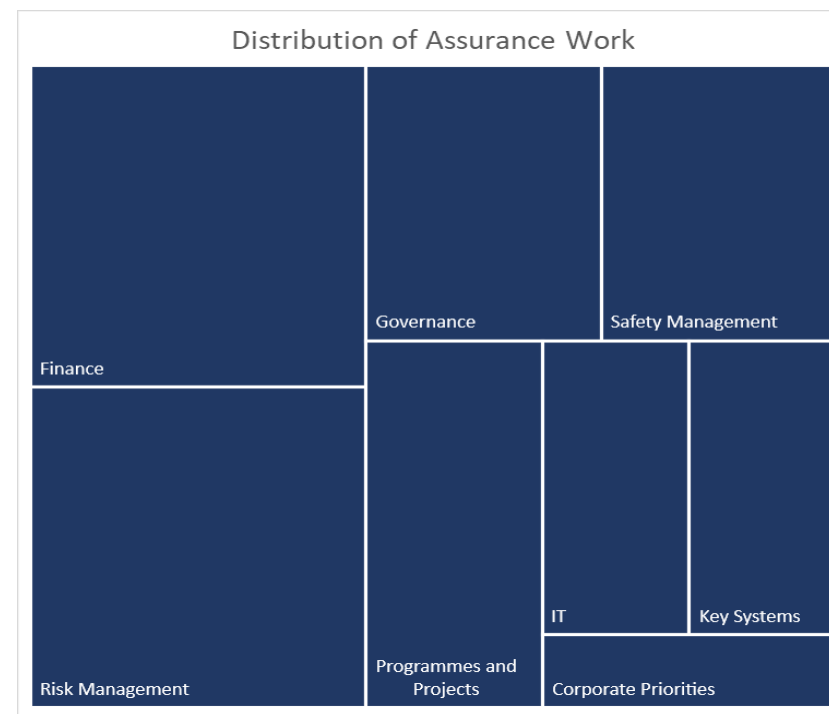 Distribution of Assurance Work
Finance
Governance
Safety Management
Risk Management
Programmes and
Projects
IT
Key Systems
Corporate Priorities